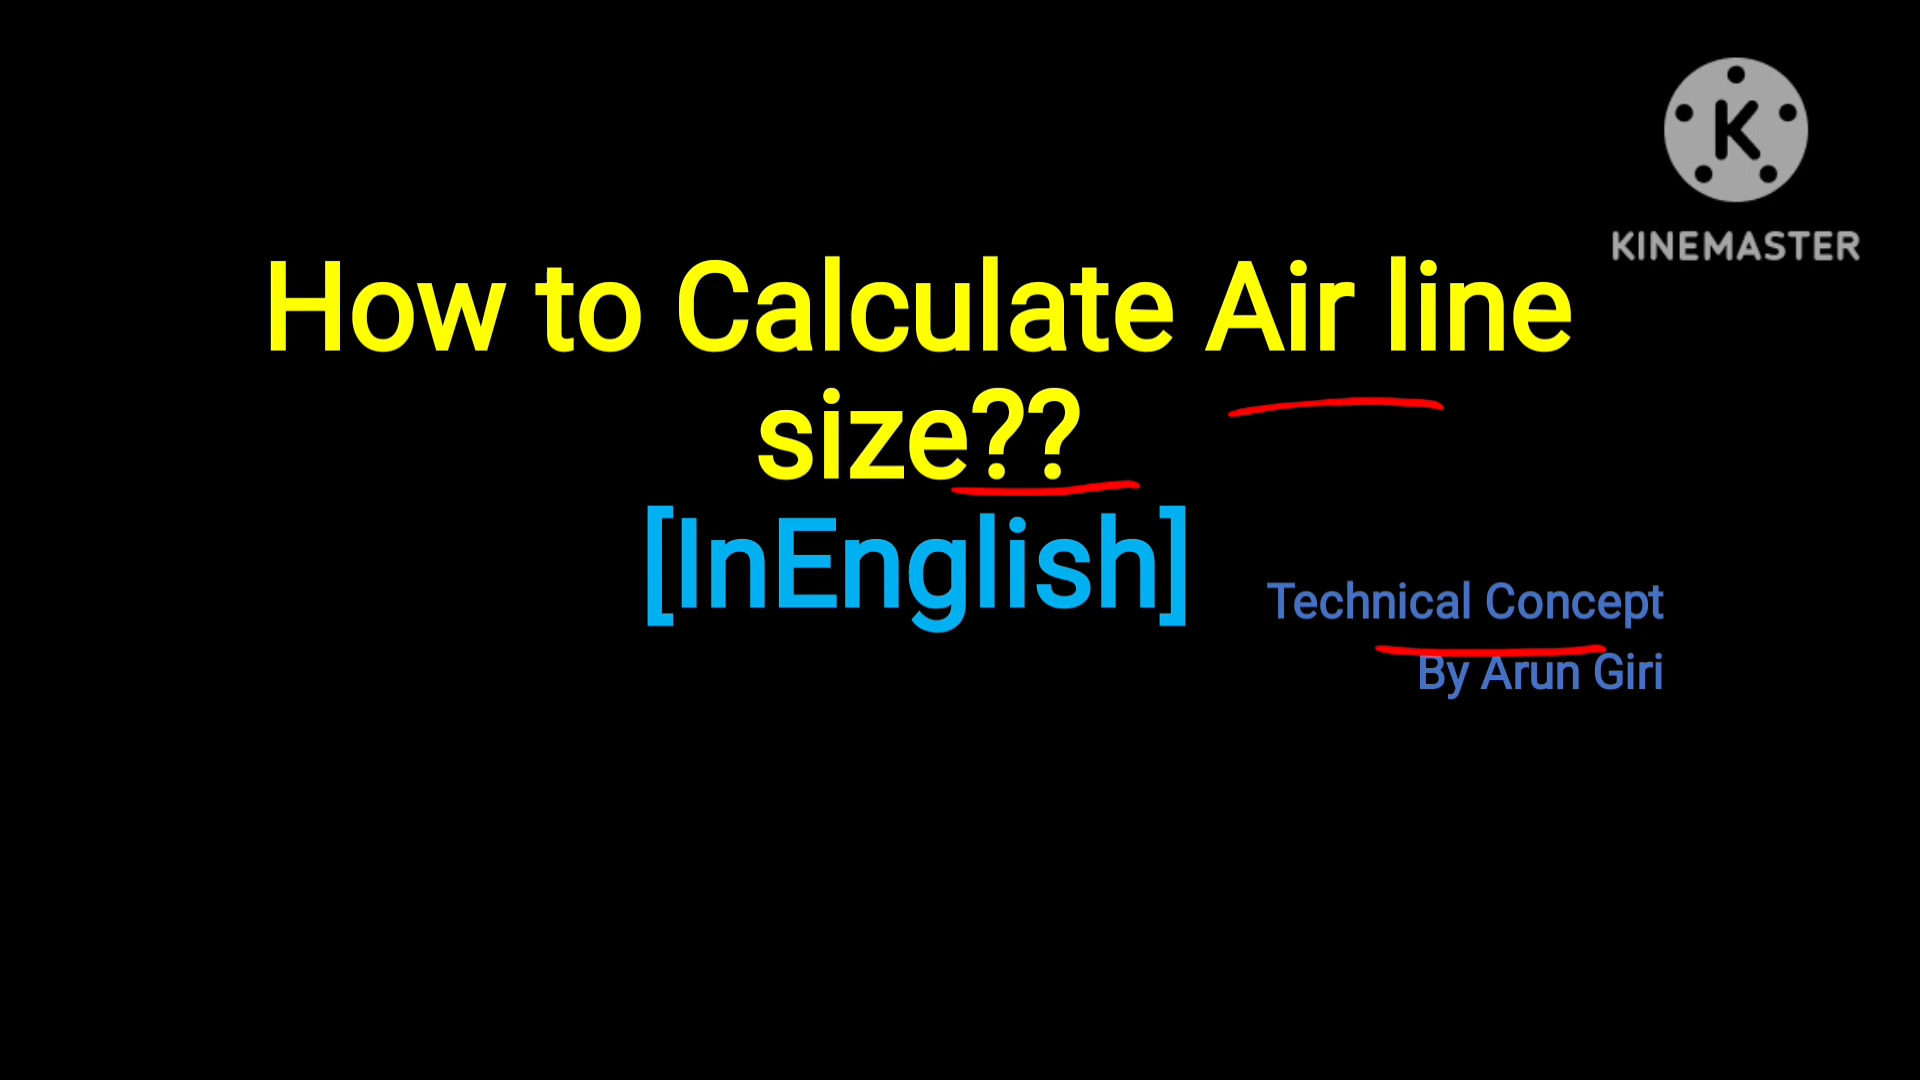 K
KINEMASTER
How to Calculate Air line
size??
[InEnglish]
Technical Concept
By Arun Giri